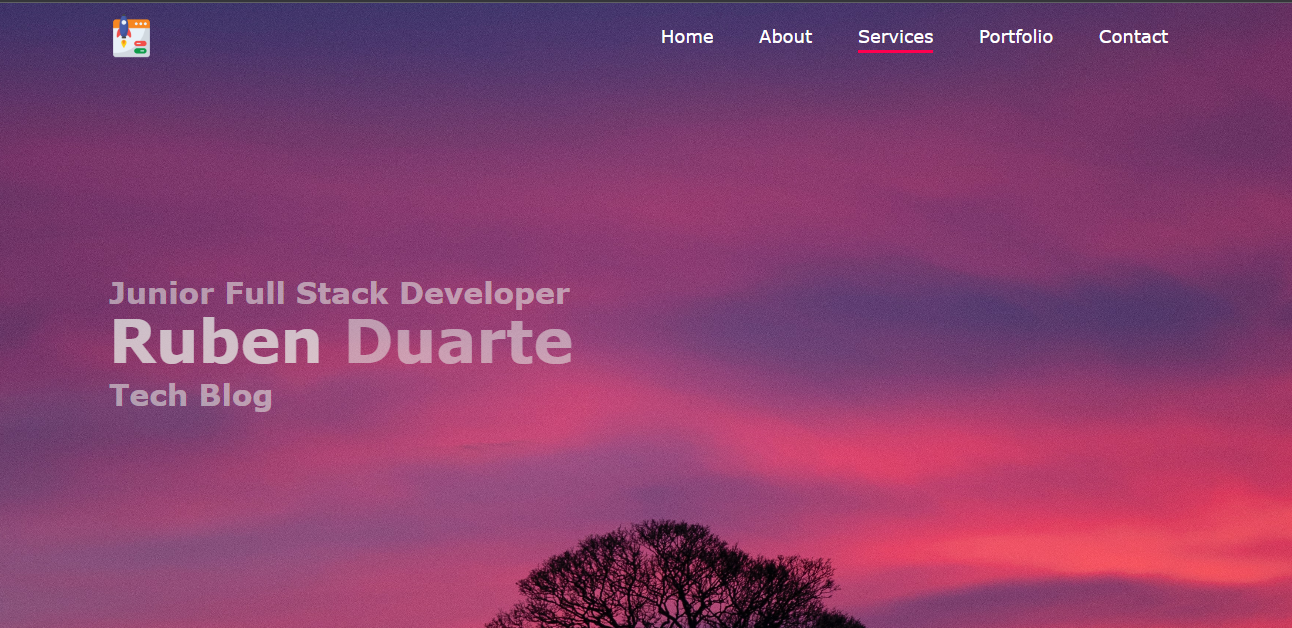 Home About Services Portfolio Contact
Junior Full Stack Developer
Ruben Duarte
Tech Blog